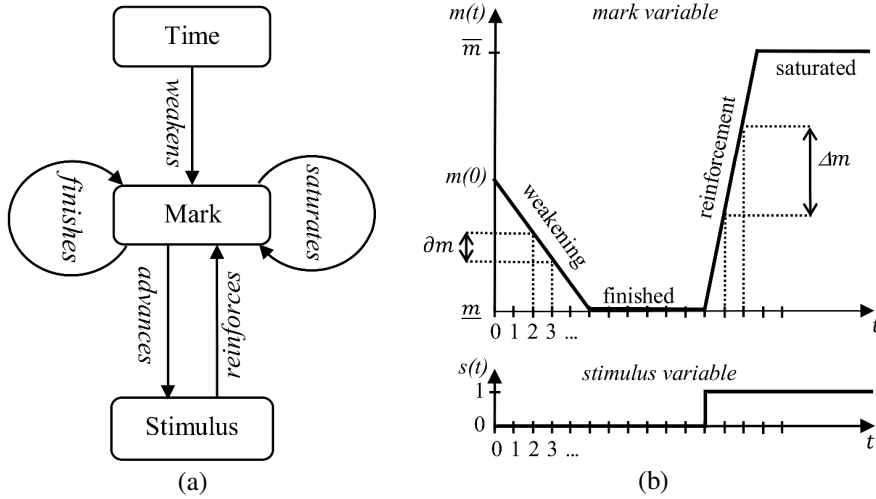 Time
weakens
finishes
Mark
saturates
advances
reinforces
Stimulus
(a)
m(t)
mark variable
m̅
saturated
reinforcement
Δm
m(0)
weakening
∂m
finished
m̲
0 1 2 3 ...
t
s(t)
stimulus variable
1
0
0 1 2 3 ...
t
(b)